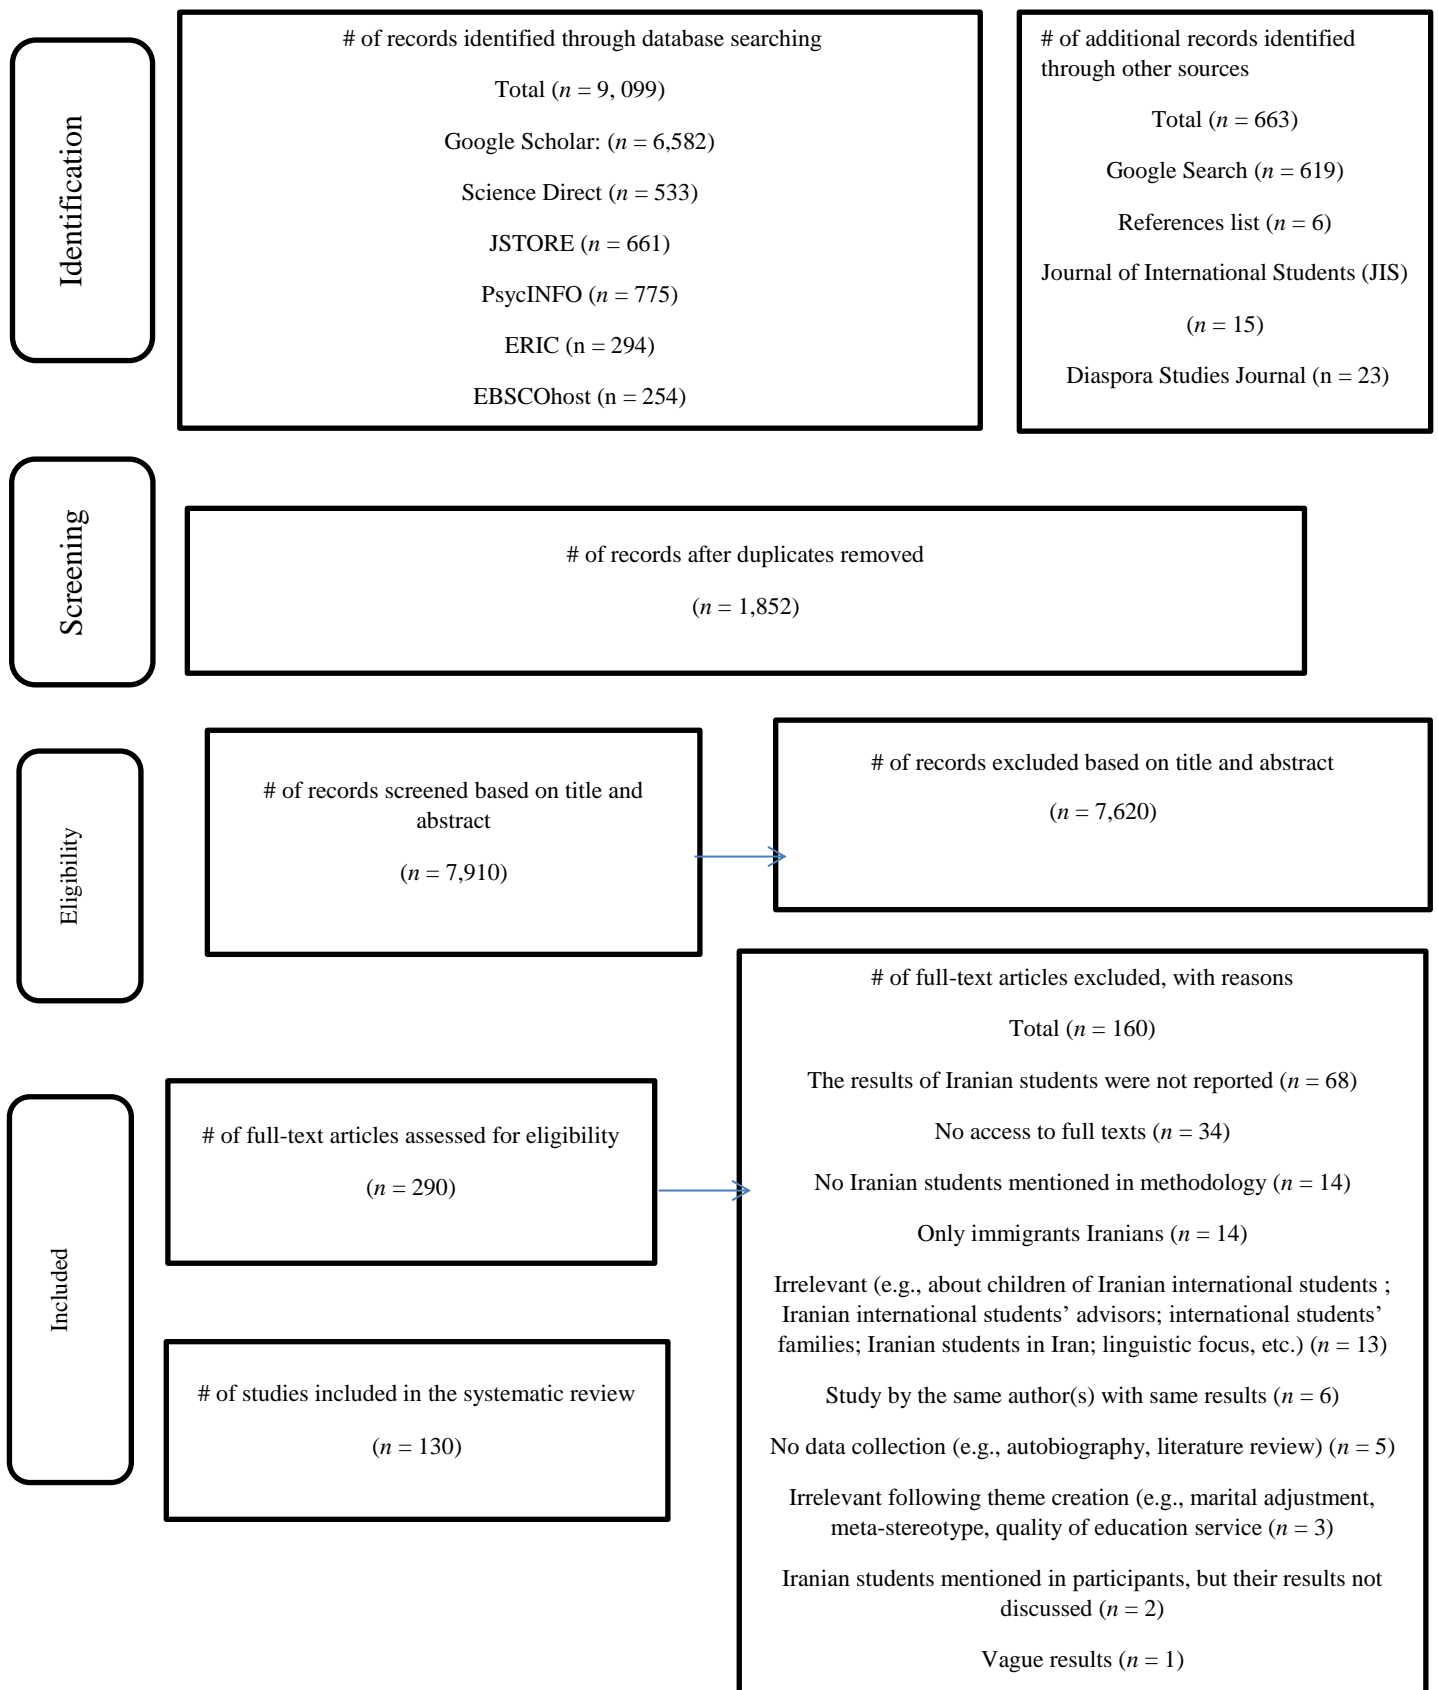 Identification
# of records identified through database searching
Total (n = 9, 099)
Google Scholar: (n = 6,582)
Science Direct (n = 533)
JSTORE (n = 661)
PsycINFO (n = 775)
ERIC (n = 294)
EBSCOhost (n = 254)
# of additional records identified
through other sources
Total (n = 663)
Google Search (n = 619)
References list (n = 6)
Journal of International Students (JIS)
(n = 15)
Diaspora Studies Journal (n = 23)
Screening
# of records after duplicates removed
(n = 1,852)
Eligibility
# of records screened based on title and
abstract
(n = 7,910)
# of records excluded based on title and abstract
(n = 7,620)
Included
# of full-text articles assessed for eligibility
(n = 290)
# of full-text articles excluded, with reasons
Total (n = 160)
The results of Iranian students were not reported (n = 68)
No access to full texts (n = 34)
No Iranian students mentioned in methodology (n = 14)
Only immigrants Iranians (n = 14)
Irrelevant (e.g., about children of Iranian international students ;
Iranian international students’ advisors; international students’
families; Iranian students in Iran; linguistic focus, etc.) (n = 13)
Study by the same author(s) with same results (n = 6)
No data collection (e.g., autobiography, literature review) (n = 5)
Irrelevant following theme creation (e.g., marital adjustment,
meta-stereotype, quality of education service (n = 3)
Iranian students mentioned in participants, but their results not
discussed (n = 2)
Vague results (n = 1)
# of studies included in the systematic review
(n = 130)